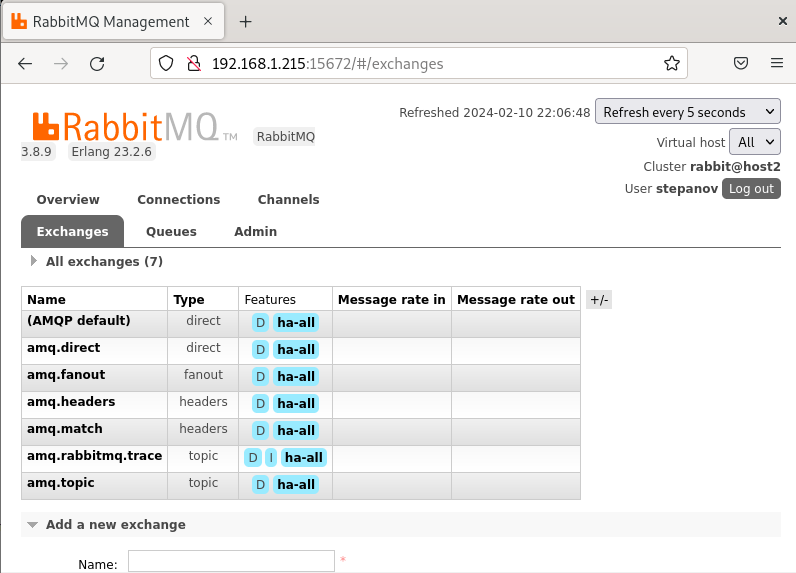 RabbitMQ Management
192.168.1.215:15672/#/exchanges
RabbitMQ TM RabbitMQ
3.8.9 Erlang 23.2.6
Refreshed 2024-02-10 22:06:48 Refresh every 5 seconds
Virtual host All
Cluster rabbit@host2
User stepanov Log out
Overview Connections Channels
Exchanges Queues Admin
All exchanges (7)
Name Type Features Message rate in Message rate out +/-
(AMQP default) direct D ha-all
amq.direct direct D ha-all
amq.fanout fanout D ha-all
amq.headers headers D ha-all
amq.match headers D ha-all
amq.rabbitmq.trace topic D I ha-all
amq.topic topic D ha-all
Add a new exchange
Name: *